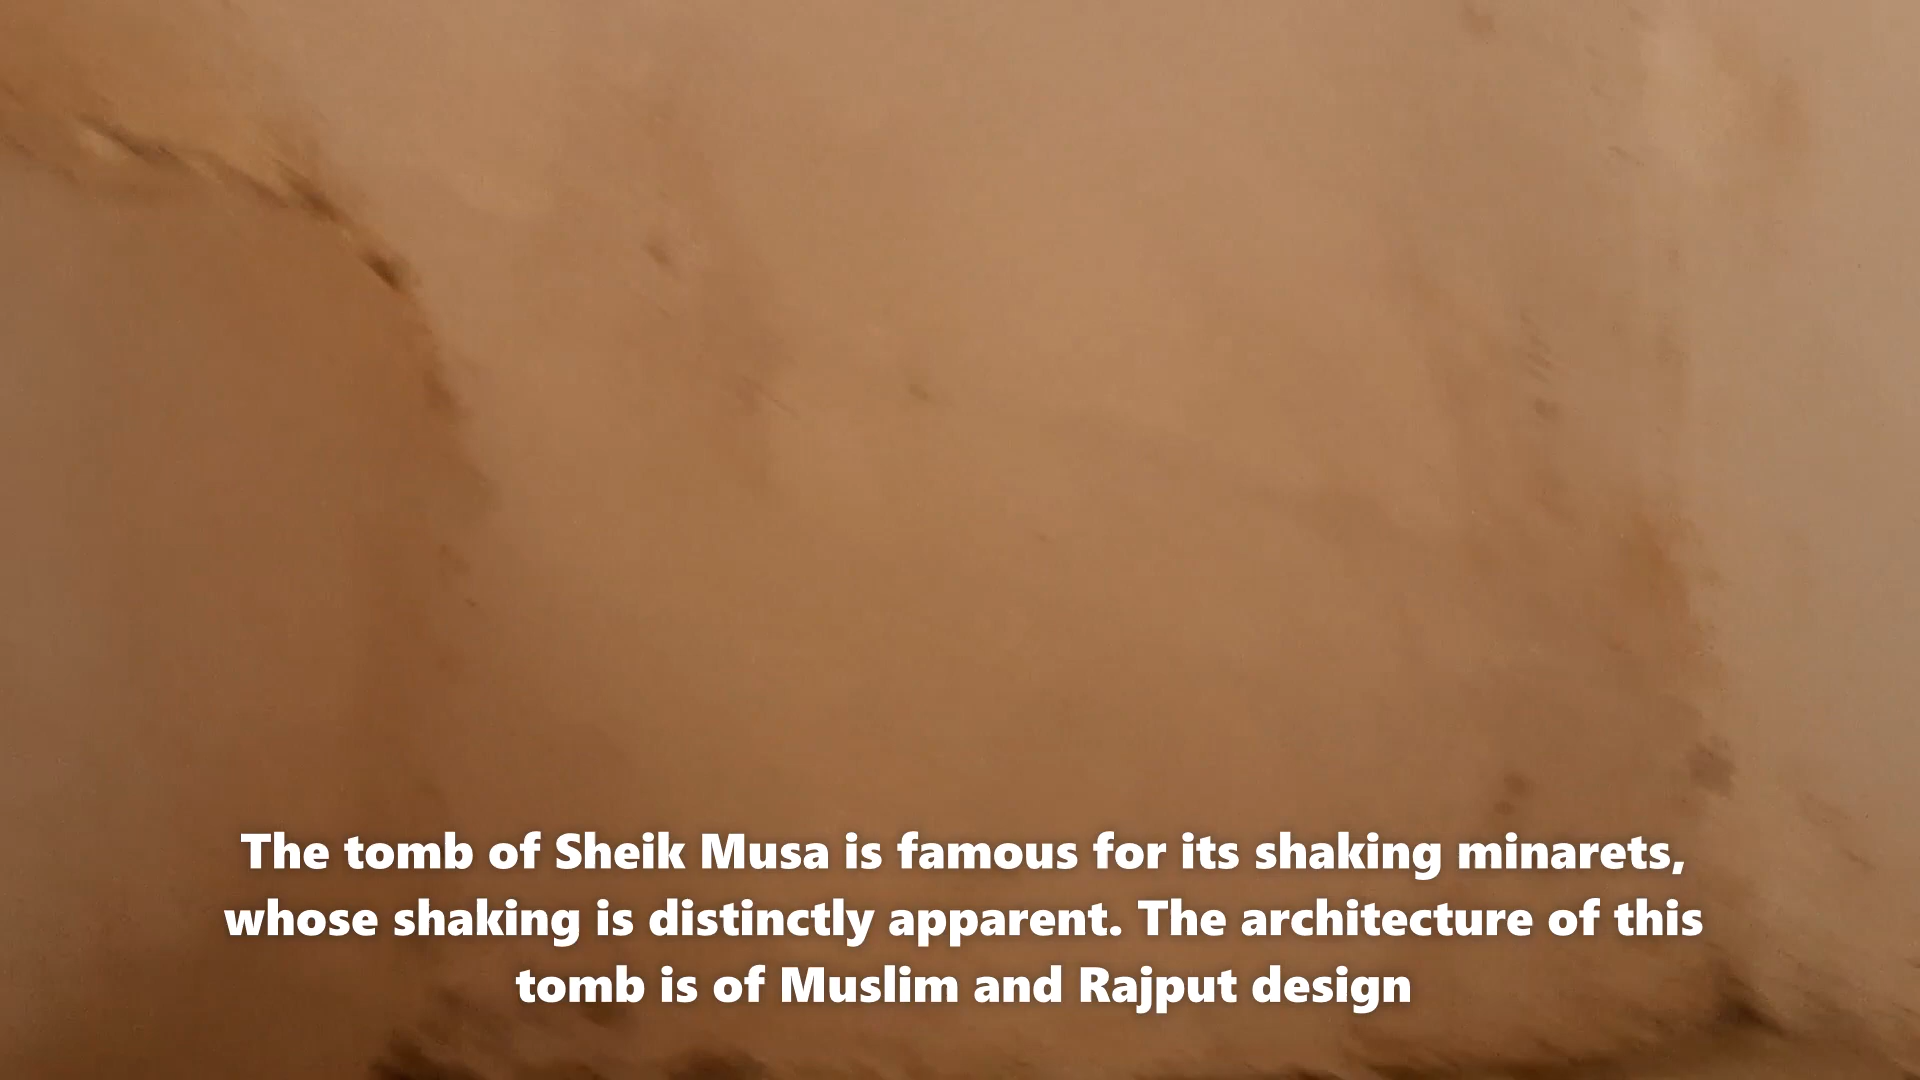 The tomb of Sheik Musa is famous for its shaking minarets,
whose shaking is distinctly apparent. The architecture of this
tomb is of Muslim and Rajput design